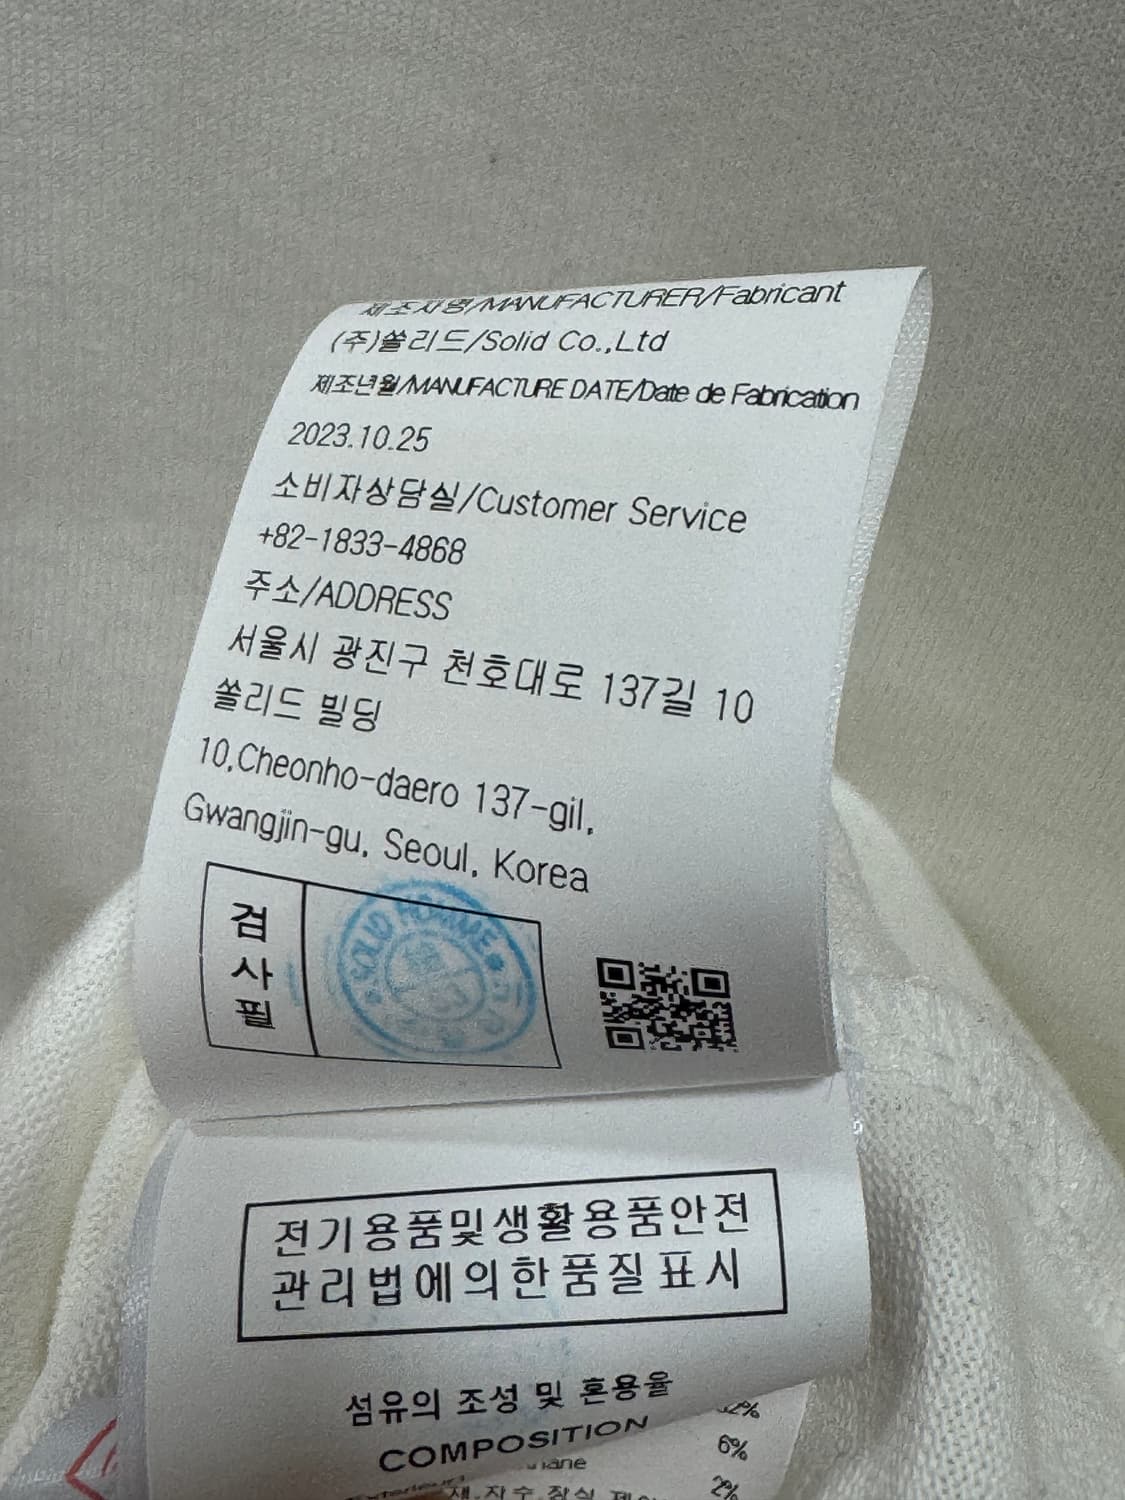 제조자명/MANUFACTURER/Fabricant
(주)쏠리드/Solid Co.,Ltd
제조년월/MANUFACTURE DATE/Date de Fabrication
2023.10.25
소비자상담실/Customer Service
+82-1833-4868
주소/ADDRESS
서울시 광진구 천호대로 137길 10
쏠리드 빌딩
10,Cheonho-daero 137-gil,
Gwangjin-gu, Seoul, Korea
검
사
필
SOLID HOMME
전기용품및생활용품안전
관리법에의한품질표시
섬유의 조성 및 혼용율
COMPOSITION
6%
2%